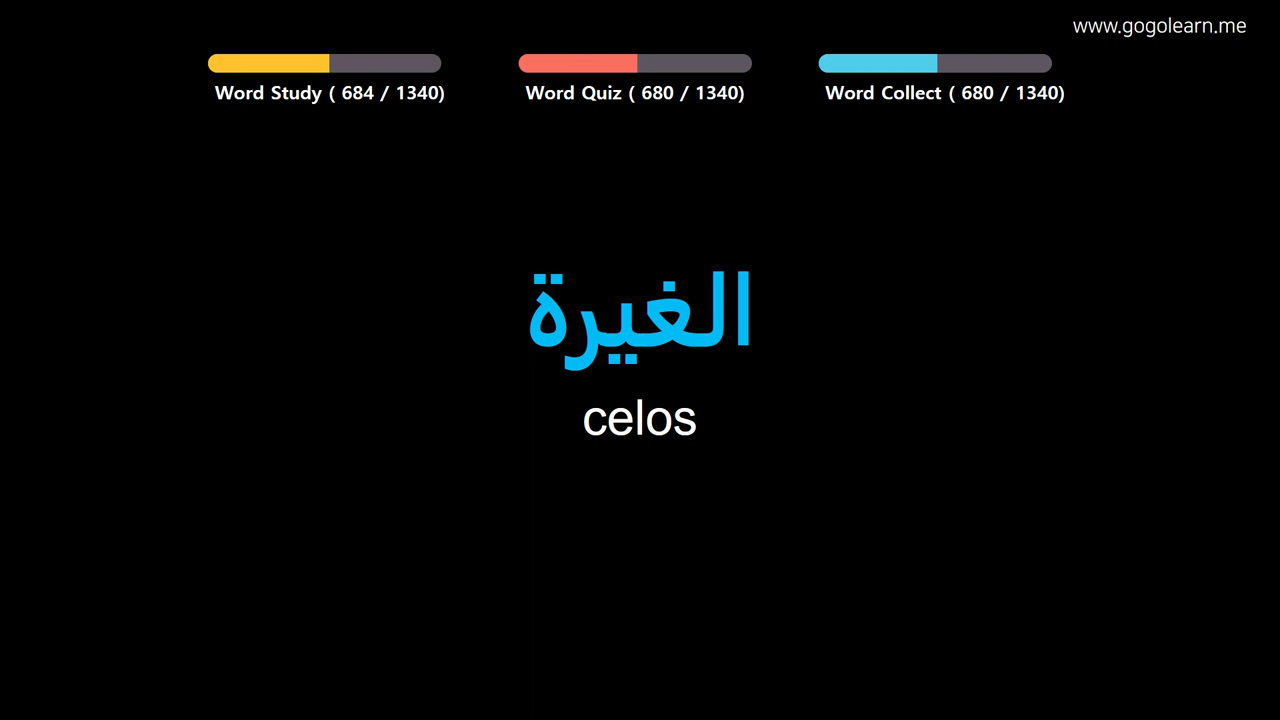 www.gogolearn.me
Word Study ( 684 / 1340)
Word Quiz ( 680 / 1340)
Word Collect ( 680 / 1340)
الغيرة
celos